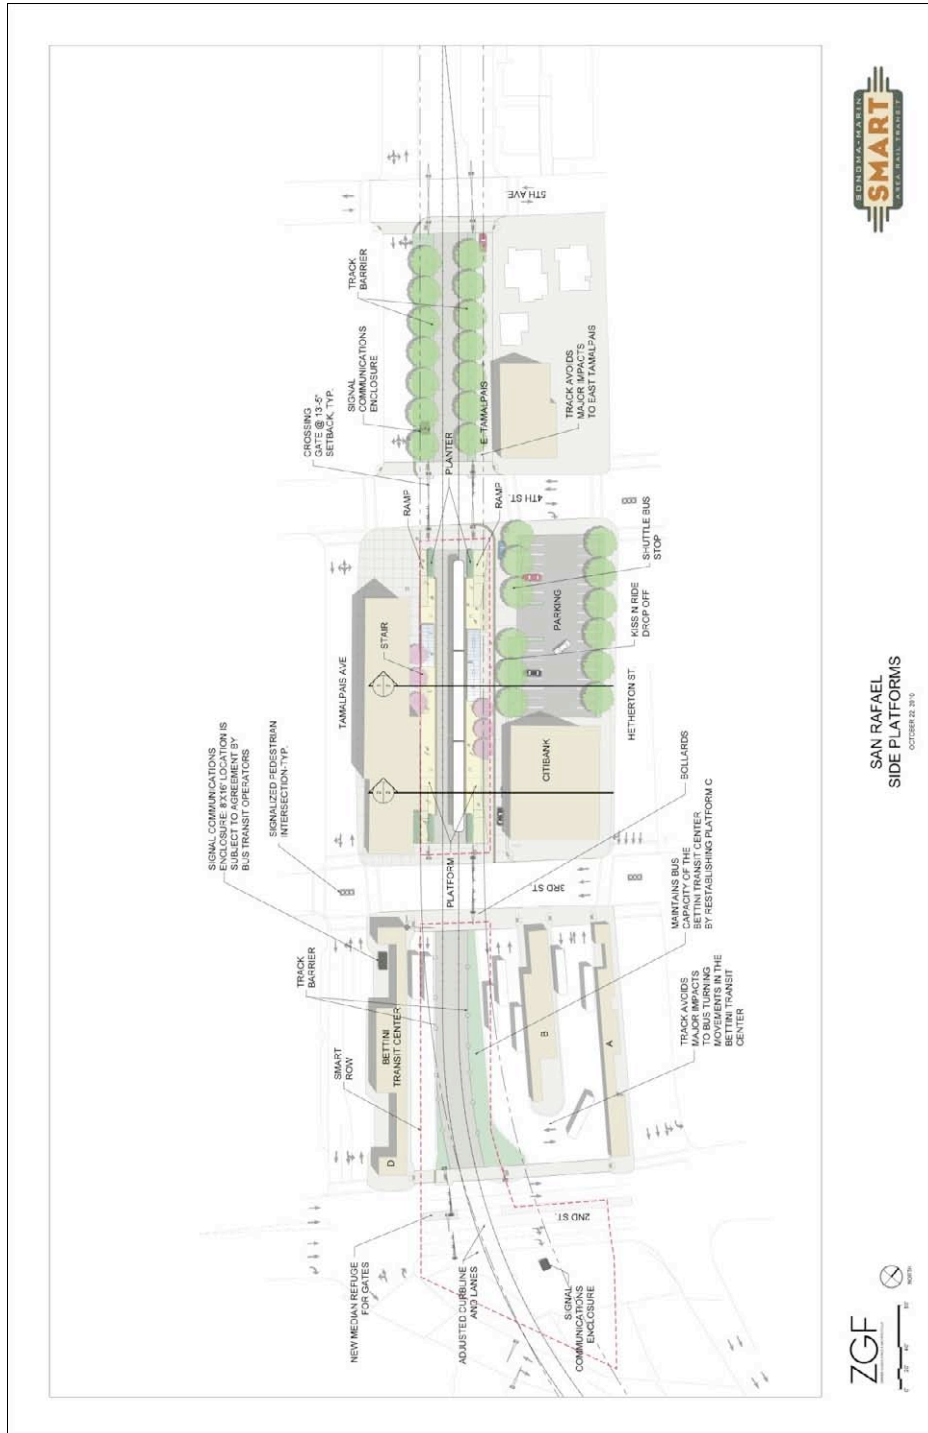 SONOMA-MARIN
SMART
AREA RAIL TRANSIT
5TH AVE
TRACK
BARRIER
SIGNAL
COMMUNICATIONS
ENCLOSURE
CROSSING
GATE @ 13'-5"
SETBACK, TYP.
E. TAMALPAIS
TRACK AVOIDS
MAJOR IMPACTS
TO EAST TAMALPAIS
PLANTER
RAMP
4TH ST.
RAMP
SHUTTLE BUS
STOP
TAMALPAIS AVE
STAIR
PARKING
KISS N RIDE
DROP OFF
HETHERTON ST
CITIBANK
SIGNAL COMMUNICATIONS
ENCLOSURE: 8'X16' LOCATION IS
SUBJECT TO AGREEMENT BY
BUS TRANSIT OPERATORS
SIGNALIZED PEDESTRIAN
INTERSECTION-TYP.
PLATFORM
3RD ST.
BOLLARDS
MAINTAINS BUS
CAPACITY OF THE
BETTINI TRANSIT CENTER
BY RESTABLISHING PLATFORM C
TRACK
BARRIER
SMART
ROW
BETTINI
TRANSIT CENTER
D
B
A
TRACK AVOIDS
MAJOR IMPACTS
TO BUS TURNING
MOVEMENTS IN THE
BETTINI TRANSIT
CENTER
2ND ST.
NEW MEDIAN REFUGE
FOR GATES
ADJUSTED CURBLINE
AND LANES
SIGNAL
COMMUNICATIONS
ENCLOSURE
SAN RAFAEL
SIDE PLATFORMS
OCTOBER 22, 2010
ZGF
NORTH